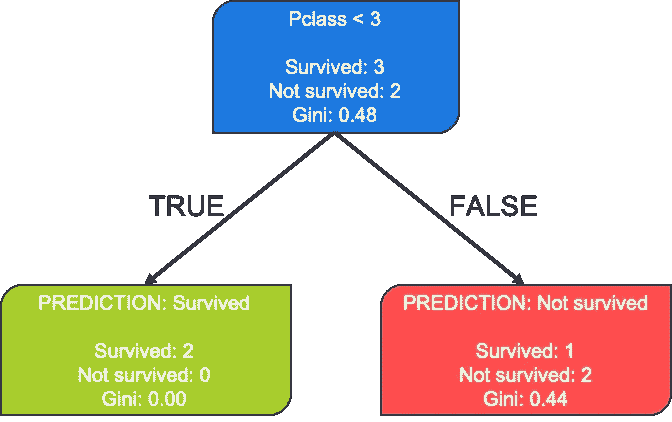 Pclass < 3
Survived: 3
Not survived: 2
Gini: 0.48
TRUE
FALSE
PREDICTION: Survived
Survived: 2
Not survived: 0
Gini: 0.00
PREDICTION: Not survived
Survived: 1
Not survived: 2
Gini: 0.44